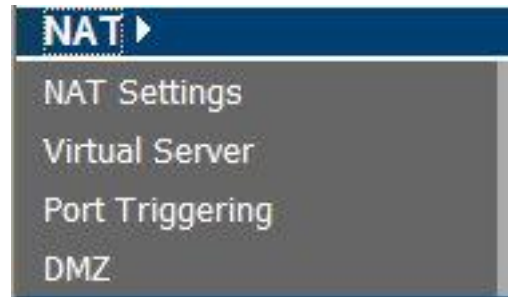 NAT
NAT Settings
Virtual Server
Port Triggering
DMZ